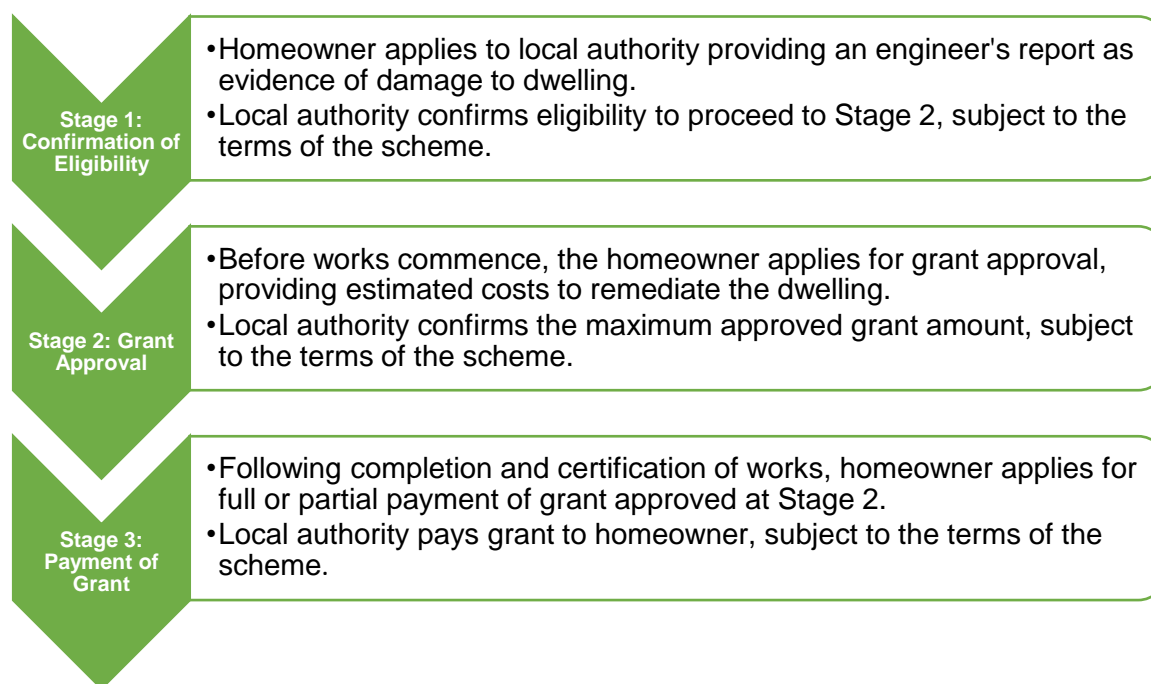 Stage 1:
Confirmation of
Eligibility
•Homeowner applies to local authority providing an engineer's report as
evidence of damage to dwelling.
•Local authority confirms eligibility to proceed to Stage 2, subject to the
terms of the scheme.
Stage 2: Grant
Approval
•Before works commence, the homeowner applies for grant approval,
providing estimated costs to remediate the dwelling.
•Local authority confirms the maximum approved grant amount, subject
to the terms of the scheme.
Stage 3:
Payment of
Grant
•Following completion and certification of works, homeowner applies for
full or partial payment of grant approved at Stage 2.
•Local authority pays grant to homeowner, subject to the terms of the
scheme.